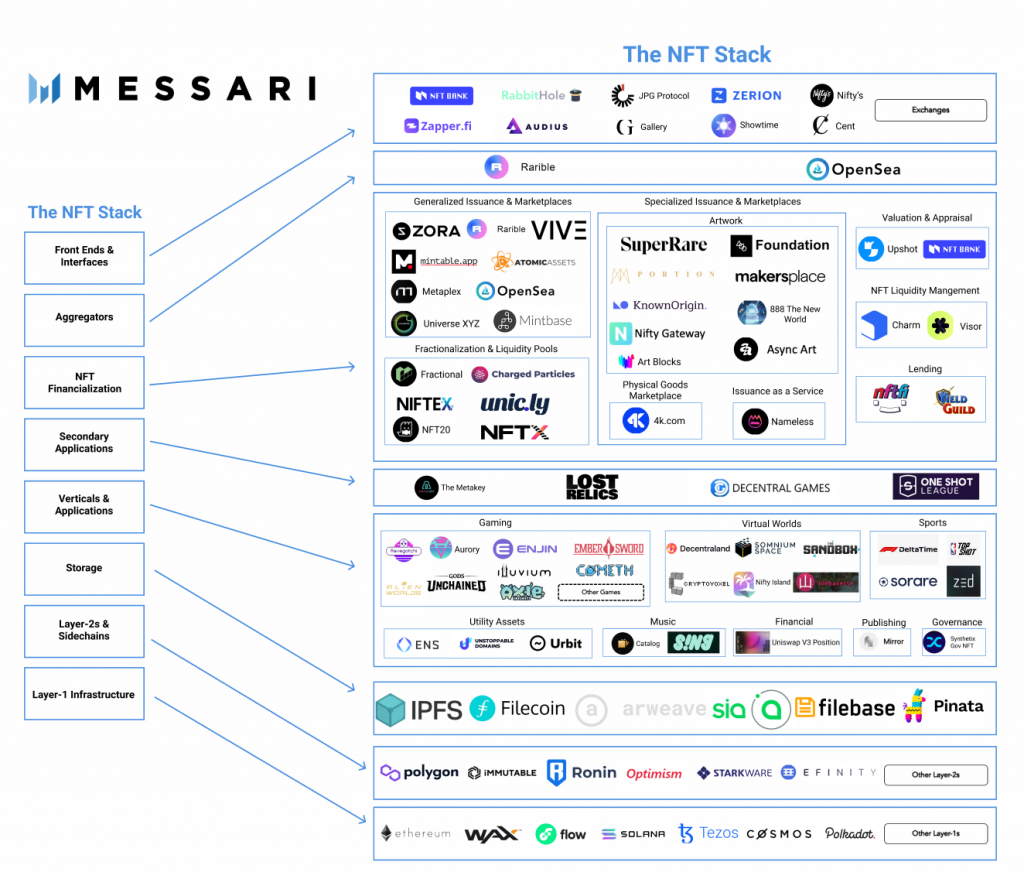 MESSARI
The NFT Stack
Front Ends &
Interfaces
Aggregators
NFT
Financialization
Secondary
Applications
Verticals &
Applications
Storage
Layer-2s &
Sidechains
Layer-1 Infrastructure
The NFT Stack
NFT BANK
RabbitHole
JPG Protocol
ZERION
Nifty's
Nifty's
Exchanges
Zapper.fi
AUDIUS
G Gallery
Showtime
Cent
Rarible
OpenSea
Generalized Issuance & Marketplaces
ZORA
Rarible
VIVE
mintable.app
ATOMICASSETS
Metaplex
OpenSea
Universe XYZ
Mintbase
Fractionalization & Liquidity Pools
Fractional
Charged Particles
NIFTEX
unic.ly
NFT20
NFTX
Specialized Issuance & Marketplaces
Artwork
SuperRare
Foundation
PORTION
makersplace
KnownOrigin.
888 The New
World
Nifty Gateway
Async Art
Art Blocks
Physical Goods
Marketplace
4K
4k.com
Issuance as a Service
Nameless
Valuation & Appraisal
Upshot
NFT BANK
NFT Liquidity Mangement
Charm
Visor
Lending
nftfi
YIELD
GUILD
The Metakey
LOST
RELICS
DECENTRAL GAMES
ONE SHOT
LEAGUE
Gaming
Aavegotchi
Aurory
ENJIN
EMBER SWORD
ALIEN
WORLDS
GODS
UNCHAINED
ILLUVIUM
COMETH
AXIE
Other Games
Virtual Worlds
Decentraland
SOMNIUM
SPACE
THE
SANDBOX
CRYPTOVOXEL
Nifty Island
Sports
DeltaTime
TOP
SHOT
sorare
zed
Utility Assets
ENS
UNSTOPPABLE
DOMAINS
Urbit
Music
Catalog
SING
Financial
Uniswap V3 Position
Publishing
Mirror
Governance
Synthetix
Gov NFT
IPFS
Filecoin
a arweave
sia
filebase
Pinata
polygon
iMMUTABLE
Ronin
Optimism
STARKWARE
EFINITY
Other Layer-2s
ethereum
WAX
flow
SOLANA
Tezos
COSMOS
Polkadot.
Other Layer-1s